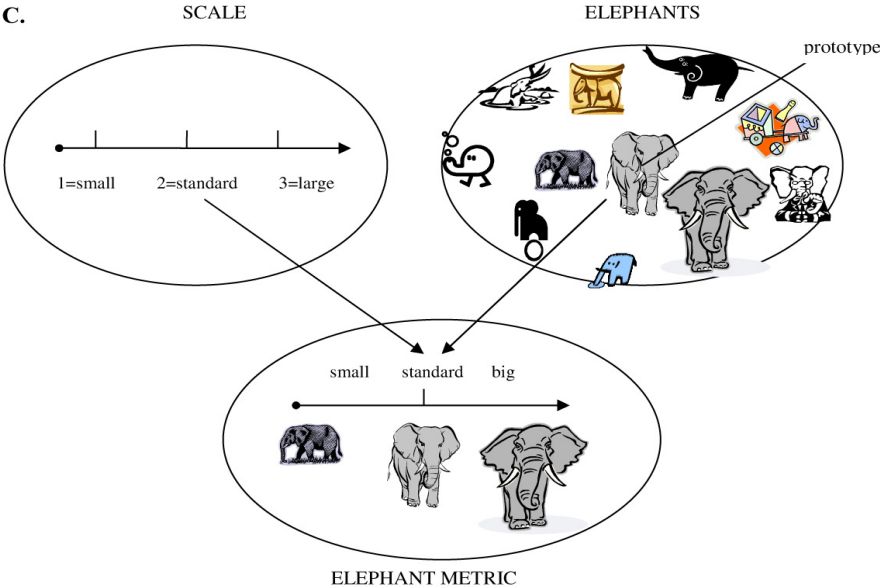 C.
SCALE
ELEPHANTS
prototype
1=small 2=standard 3=large
small standard big
ELEPHANT METRIC